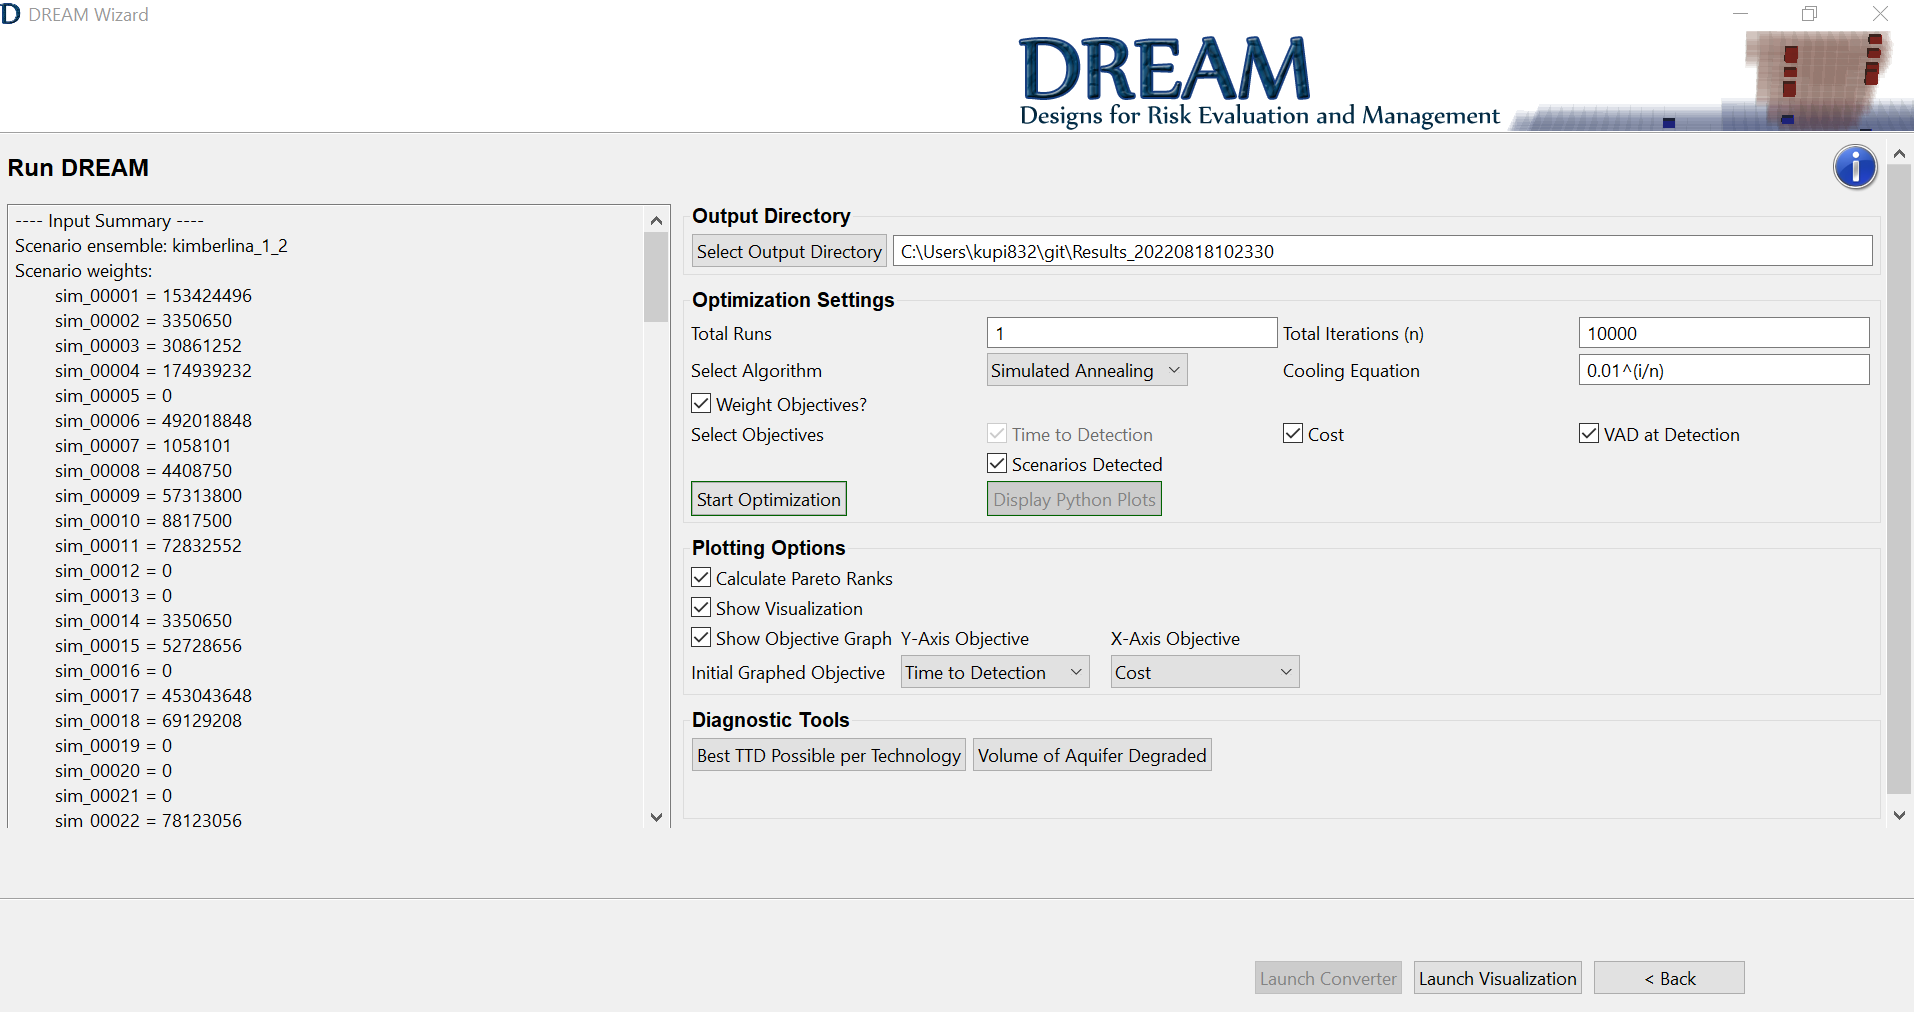 DREAM Wizard
DREAM
Designs for Risk Evaluation and Management
Run DREAM
---- Input Summary ----
Scenario ensemble: kimberlina_1_2
Scenario weights:
sim_00001 = 153424496
sim_00002 = 3350650
sim_00003 = 30861252
sim_00004 = 174939232
sim_00005 = 0
sim_00006 = 492018848
sim_00007 = 1058101
sim_00008 = 4408750
sim_00009 = 57313800
sim_00010 = 8817500
sim_00011 = 72832552
sim_00012 = 0
sim_00013 = 0
sim_00014 = 3350650
sim_00015 = 52728656
sim_00016 = 0
sim_00017 = 453043648
sim_00018 = 69129208
sim_00019 = 0
sim_00020 = 0
sim_00021 = 0
sim_00022 = 78123056
Output Directory
Select Output Directory C:\Users\kupi832\git\Results_20220818102330
Optimization Settings
Total Runs 1 Total Iterations (n) 10000
Select Algorithm Simulated Annealing Cooling Equation 0.01^(i/n)
Weight Objectives?
Select Objectives Time to Detection Cost VAD at Detection
Scenarios Detected
Start Optimization Display Python Plots
Plotting Options
Calculate Pareto Ranks
Show Visualization
Show Objective Graph Y-Axis Objective X-Axis Objective
Initial Graphed Objective Time to Detection Cost
Diagnostic Tools
Best TTD Possible per Technology Volume of Aquifer Degraded
Launch Converter Launch Visualization < Back